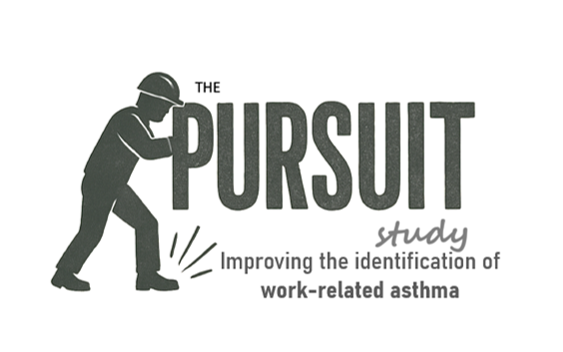 THE
PURSUIT
study
Improving the identification of
work-related asthma